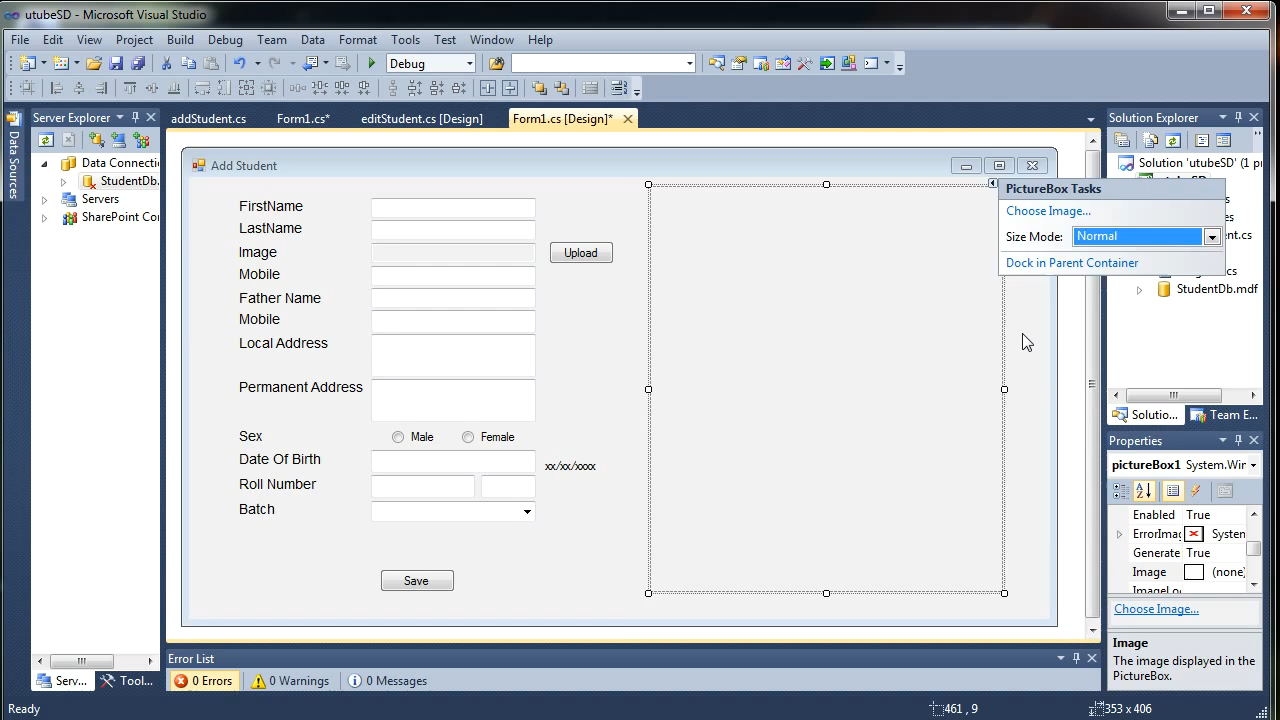 utubeSD - Microsoft Visual Studio
File Edit View Project Build Debug Team Data Format Tools Test Window Help
Debug
Server Explorer
addStudent.cs Form1.cs* editStudent.cs [Design] Form1.cs [Design]*
Solution Explorer
Data Sources
Data Connection
StudentDb.
Servers
SharePoint Co
Solution 'utubeSD' (1 p
StudentDb.mdf
Add Student
FirstName
LastName
Image Upload
Mobile
Father Name
Mobile
Local Address
Permanent Address
Sex Male Female
Date Of Birth xx/xx/xxxx
Roll Number
Batch
Save
PictureBox Tasks
Choose Image...
Size Mode: Normal
Dock in Parent Container
Solutio... Team E...
Properties
pictureBox1 System.Wir
Enabled True
ErrorImag System
Generate True
Image (none)
ImageLoc
Choose Image...
Image
The image displayed in the
PictureBox.
Serv... Tool...
Error List
0 Errors 0 Warnings 0 Messages
Ready 461 , 9 353 x 406